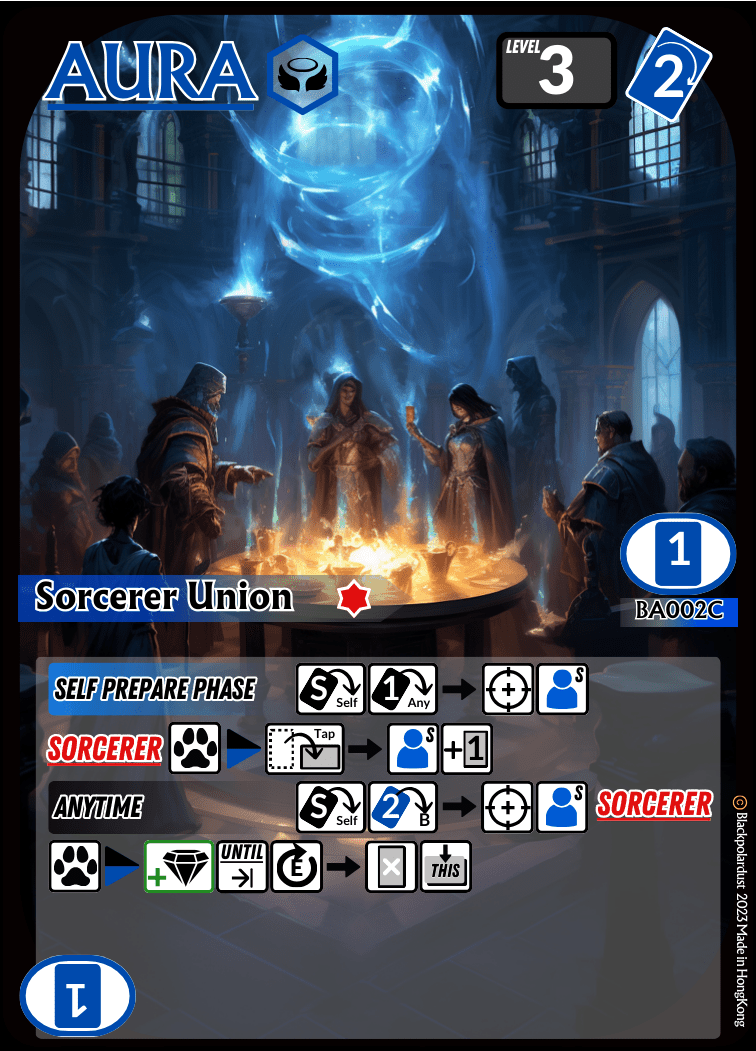 AURA
LEVEL 3
2
1
Sorcerer Union
BA002C
SELF PREPARE PHASE S Self 1 Any S
SORCERER Tap S +1
ANYTIME S Self 2 B S SORCERER
+ UNTIL E THIS
1
© Blackpolardust 2023 Made in HongKong